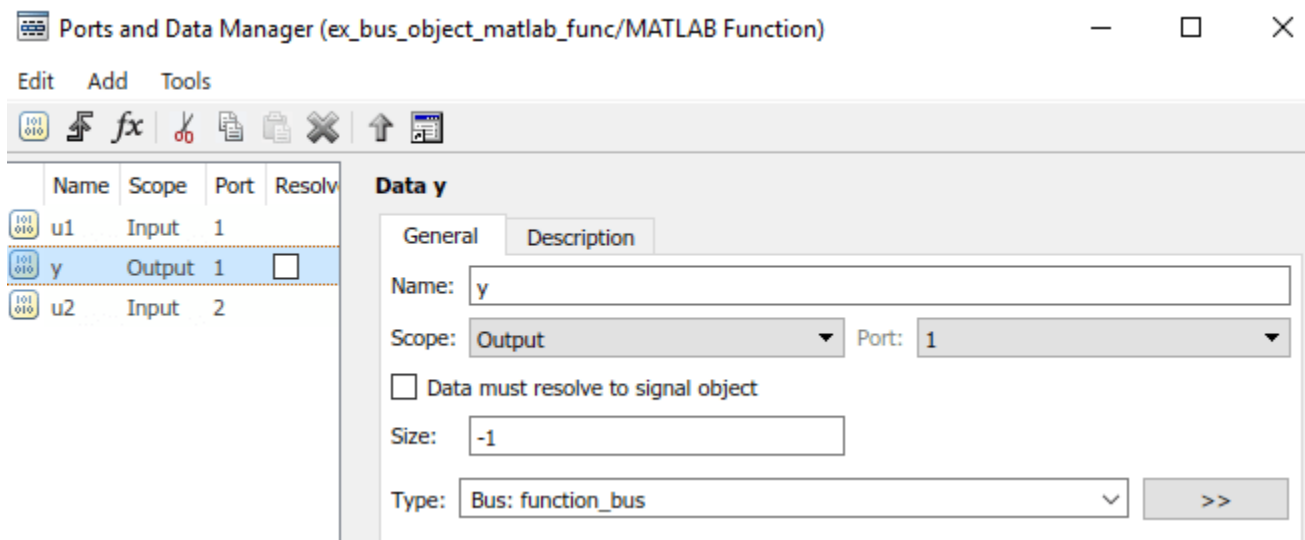 Ports and Data Manager (ex_bus_object_matlab_func/MATLAB Function)
Edit Add Tools
fx
Name Scope Port Resolv
u1 Input 1
y Output 1
u2 Input 2
Data y
General Description
Name: y
Scope: Output Port: 1
Data must resolve to signal object
Size: -1
Type: Bus: function_bus >>